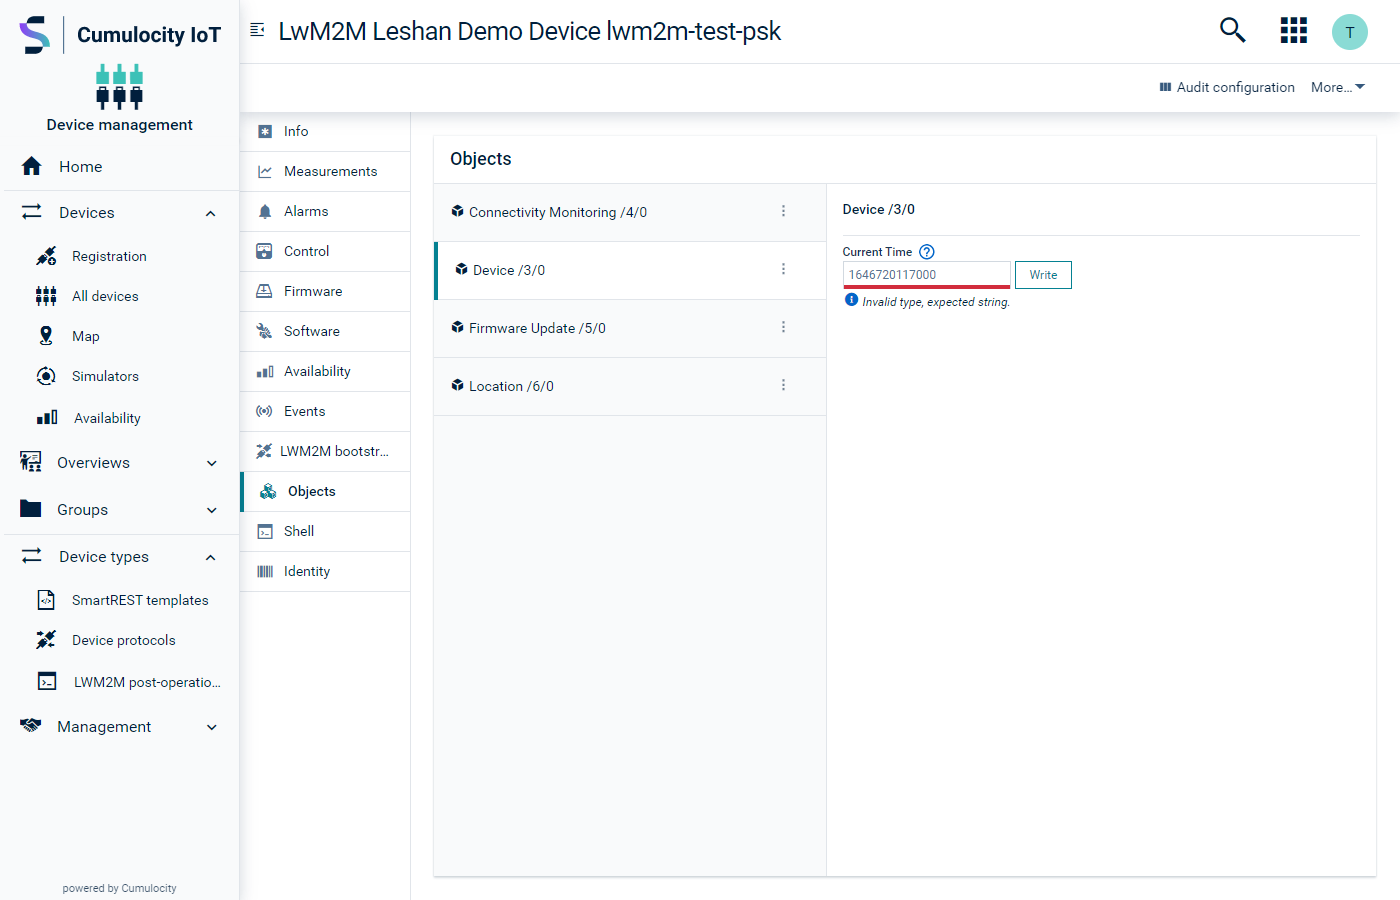 Cumulocity IoT
Device management
Home
Devices
Registration
All devices
Map
Simulators
Availability
Overviews
Groups
Device types
SmartREST templates
Device protocols
LWM2M post-operatio...
Management
powered by Cumulocity
LwM2M Leshan Demo Device lwm2m-test-psk
T
Audit configuration
More...
Info
Measurements
Alarms
Control
Firmware
Software
Availability
Events
LWM2M bootstr...
Objects
Shell
Identity
Objects
Connectivity Monitoring /4/0
Device /3/0
Firmware Update /5/0
Location /6/0
Device /3/0
Current Time
1646720117000
Write
Invalid type, expected string.